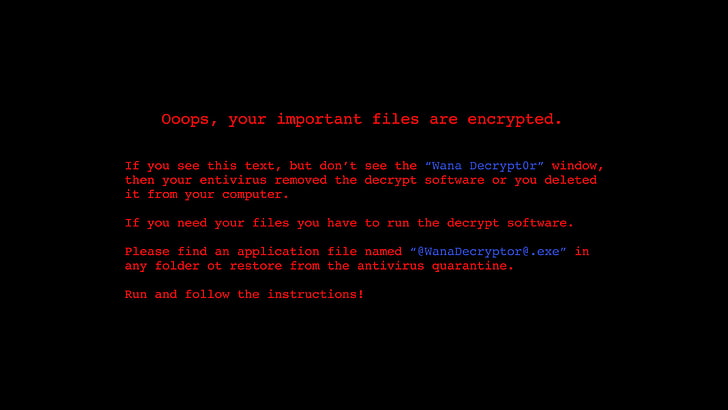 Ooops, your important files are encrypted.
If you see this text, but don’t see the “Wana Decrypt0r” window,
then your entivirus removed the decrypt software or you deleted
it from your computer.
If you need your files you have to run the decrypt software.
Please find an application file named “@WanaDecryptor@.exe” in
any folder ot restore from the antivirus quarantine.
Run and follow the instructions!